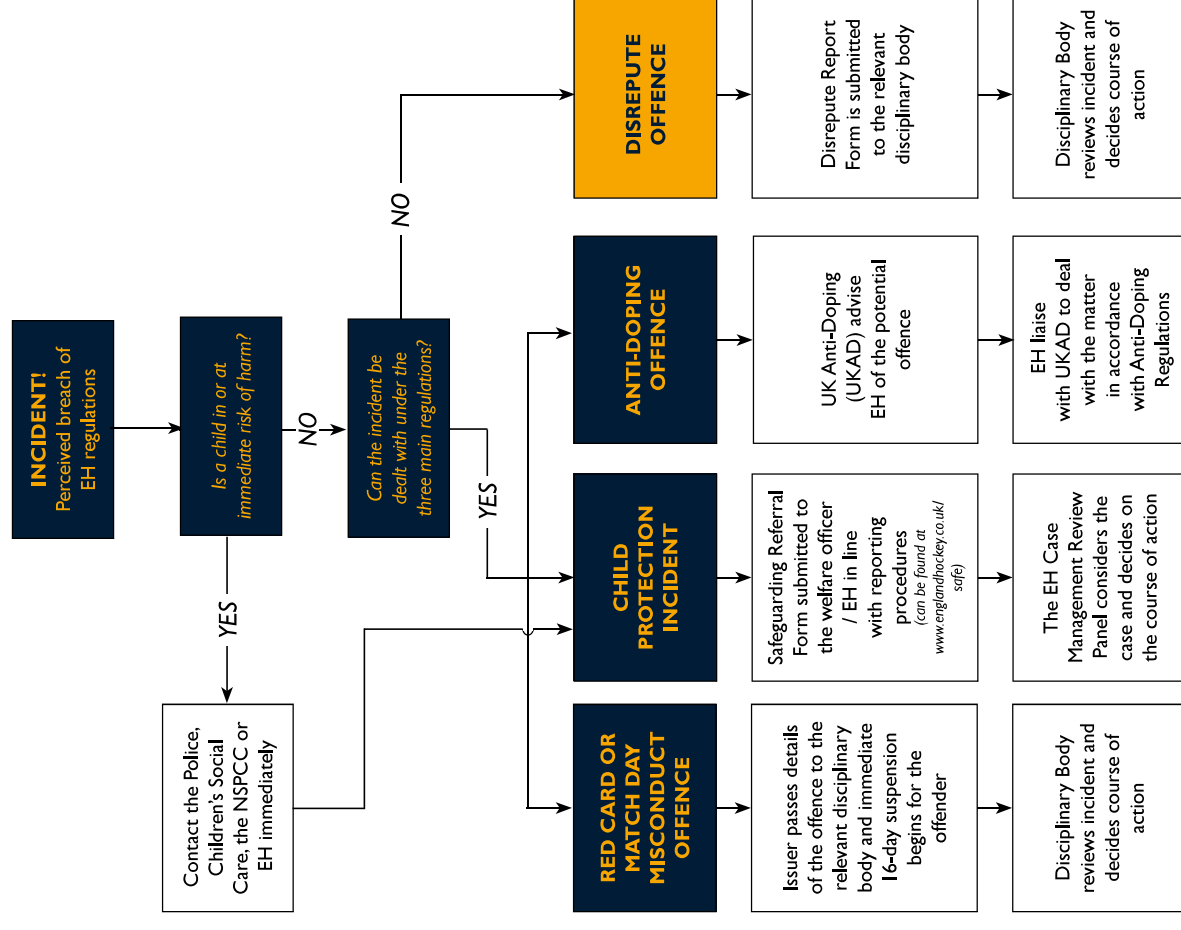 INCIDENT!
Perceived breach of
EH regulations
Is a child in or at
immediate risk of harm?
YES
NO
Contact the Police,
Children's Social
Care, the NSPCC or
EH immediately
Can the incident be
dealt with under the
three main regulations?
YES
NO
RED CARD OR
MATCH DAY
MISCONDUCT
OFFENCE
CHILD
PROTECTION
INCIDENT
ANTI-DOPING
OFFENCE
DISREPUTE
OFFENCE
Issuer passes details
of the offence to the
relevant disciplinary
body and immediate
16-day suspension
begins for the
offender
Safeguarding Referral
Form submitted to
the welfare officer
/ EH in line
with reporting
procedures
(can be found at
www.englandhockey.co.uk/
safe)
UK Anti-Doping
(UKAD) advise
EH of the potential
offence
Disrepute Report
Form is submitted
to the relevant
disciplinary body
Disciplinary Body
reviews incident and
decides course of
action
The EH Case
Management Review
Panel considers the
case and decides on
the course of action
EH liaise
with UKAD to deal
with the matter
in accordance
with Anti-Doping
Regulations
Disciplinary Body
reviews incident and
decides course of
action